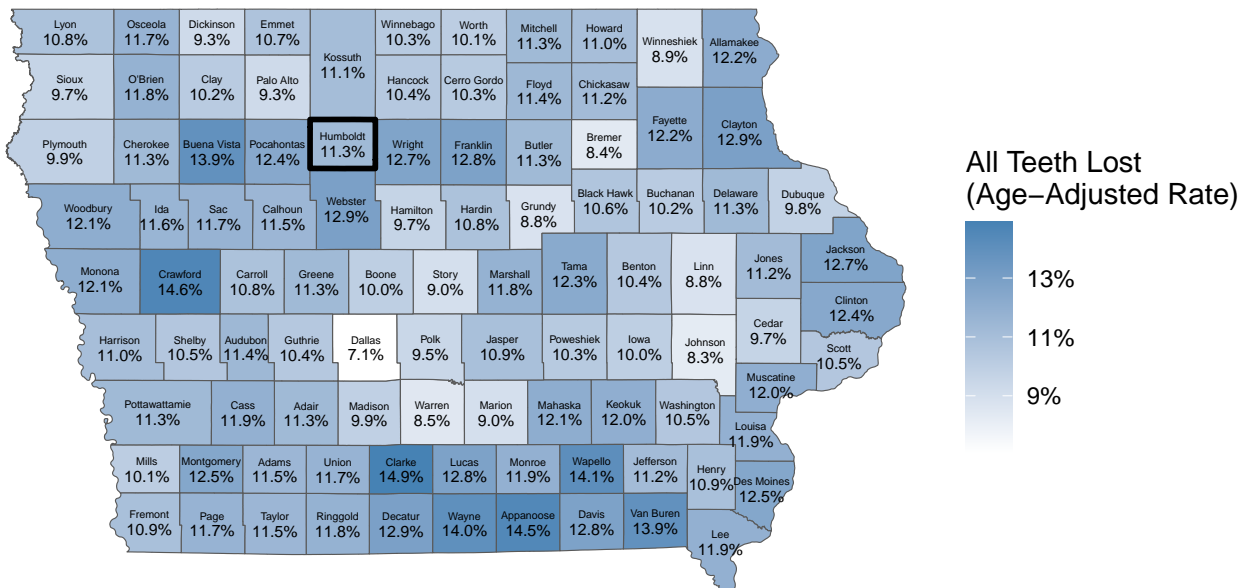 Lyon
10.8%
Osceola
11.7%
Dickinson
9.3%
Emmet
10.7%
Kossuth
11.1%
Winnebago
10.3%
Worth
10.1%
Mitchell
11.3%
Howard
11.0%
Winneshiek
8.9%
Allamakee
12.2%
Sioux
9.7%
O'Brien
11.8%
Clay
10.2%
Palo Alto
9.3%
Hancock
10.4%
Cerro Gordo
10.3%
Floyd
11.4%
Chickasaw
11.2%
Plymouth
9.9%
Cherokee
11.3%
Buena Vista
13.9%
Pocahontas
12.4%
Humboldt
11.3%
Wright
12.7%
Franklin
12.8%
Butler
11.3%
Bremer
8.4%
Fayette
12.2%
Clayton
12.9%
Woodbury
12.1%
Ida
11.6%
Sac
11.7%
Calhoun
11.5%
Webster
12.9%
Hamilton
9.7%
Hardin
10.8%
Grundy
8.8%
Black Hawk
10.6%
Buchanan
10.2%
Delaware
11.3%
Dubuque
9.8%
Monona
12.1%
Crawford
14.6%
Carroll
10.8%
Greene
11.3%
Boone
10.0%
Story
9.0%
Marshall
11.8%
Tama
12.3%
Benton
10.4%
Linn
8.8%
Jones
11.2%
Jackson
12.7%
Clinton
12.4%
Harrison
11.0%
Shelby
10.5%
Audubon
11.4%
Guthrie
10.4%
Dallas
7.1%
Polk
9.5%
Jasper
10.9%
Poweshiek
10.3%
Iowa
10.0%
Johnson
8.3%
Cedar
9.7%
Scott
10.5%
Muscatine
12.0%
Pottawattamie
11.3%
Cass
11.9%
Adair
11.3%
Madison
9.9%
Warren
8.5%
Marion
9.0%
Mahaska
12.1%
Keokuk
12.0%
Washington
10.5%
Louisa
11.9%
Mills
10.1%
Montgomery
12.5%
Adams
11.5%
Union
11.7%
Clarke
14.9%
Lucas
12.8%
Monroe
11.9%
Wapello
14.1%
Jefferson
11.2%
Henry
10.9%
Des Moines
12.5%
Fremont
10.9%
Page
11.7%
Taylor
11.5%
Ringgold
11.8%
Decatur
12.9%
Wayne
14.0%
Appanoose
14.5%
Davis
12.8%
Van Buren
13.9%
Lee
11.9%
All Teeth Lost
(Age−Adjusted Rate)
13%
11%
9%